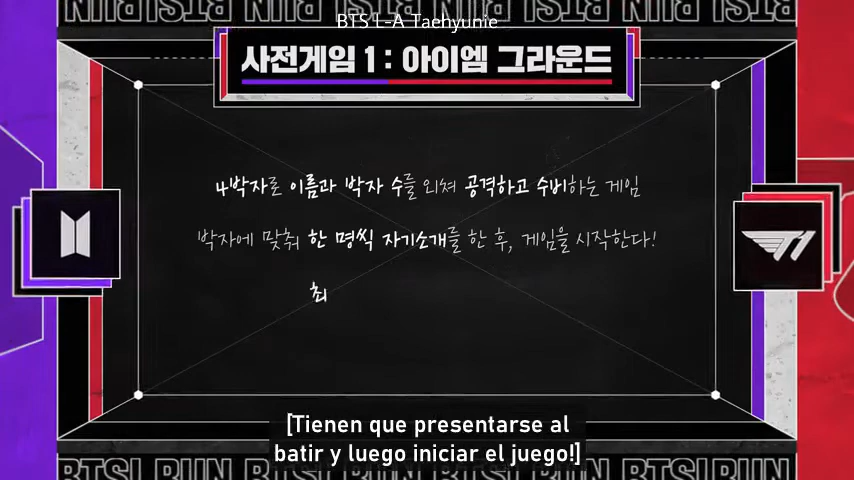 BTS L-A Taehyunie
사전게임 1 : 아이엠 그라운드
4박자로 이름과 박자 수를 외쳐 공격하고 수비하는 게임
박자에 맞춰 한 명씩 자기소개를 한 후, 게임을 시작한다!
최
T1
[Tienen que presentarse al
batir y luego iniciar el juego!]